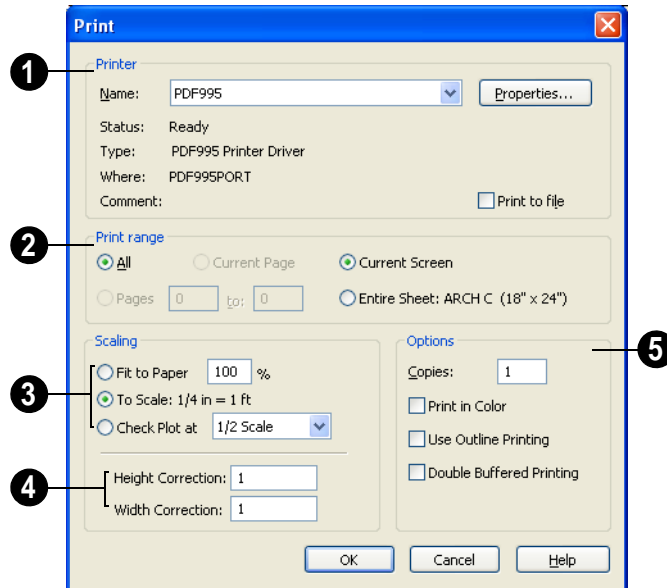 Print
1
Printer
Name: PDF995 Properties...
Status: Ready
Type: PDF995 Printer Driver
Where: PDF995PORT
Comment: Print to file
2
Print range
All Current Page Current Screen
Pages 0 to: 0 Entire Sheet: ARCH C (18" x 24")
Scaling
3
Fit to Paper 100 %
To Scale: 1/4 in = 1 ft
Check Plot at 1/2 Scale
4
Height Correction: 1
Width Correction: 1
Options
5
Copies: 1
Print in Color
Use Outline Printing
Double Buffered Printing
OK Cancel Help